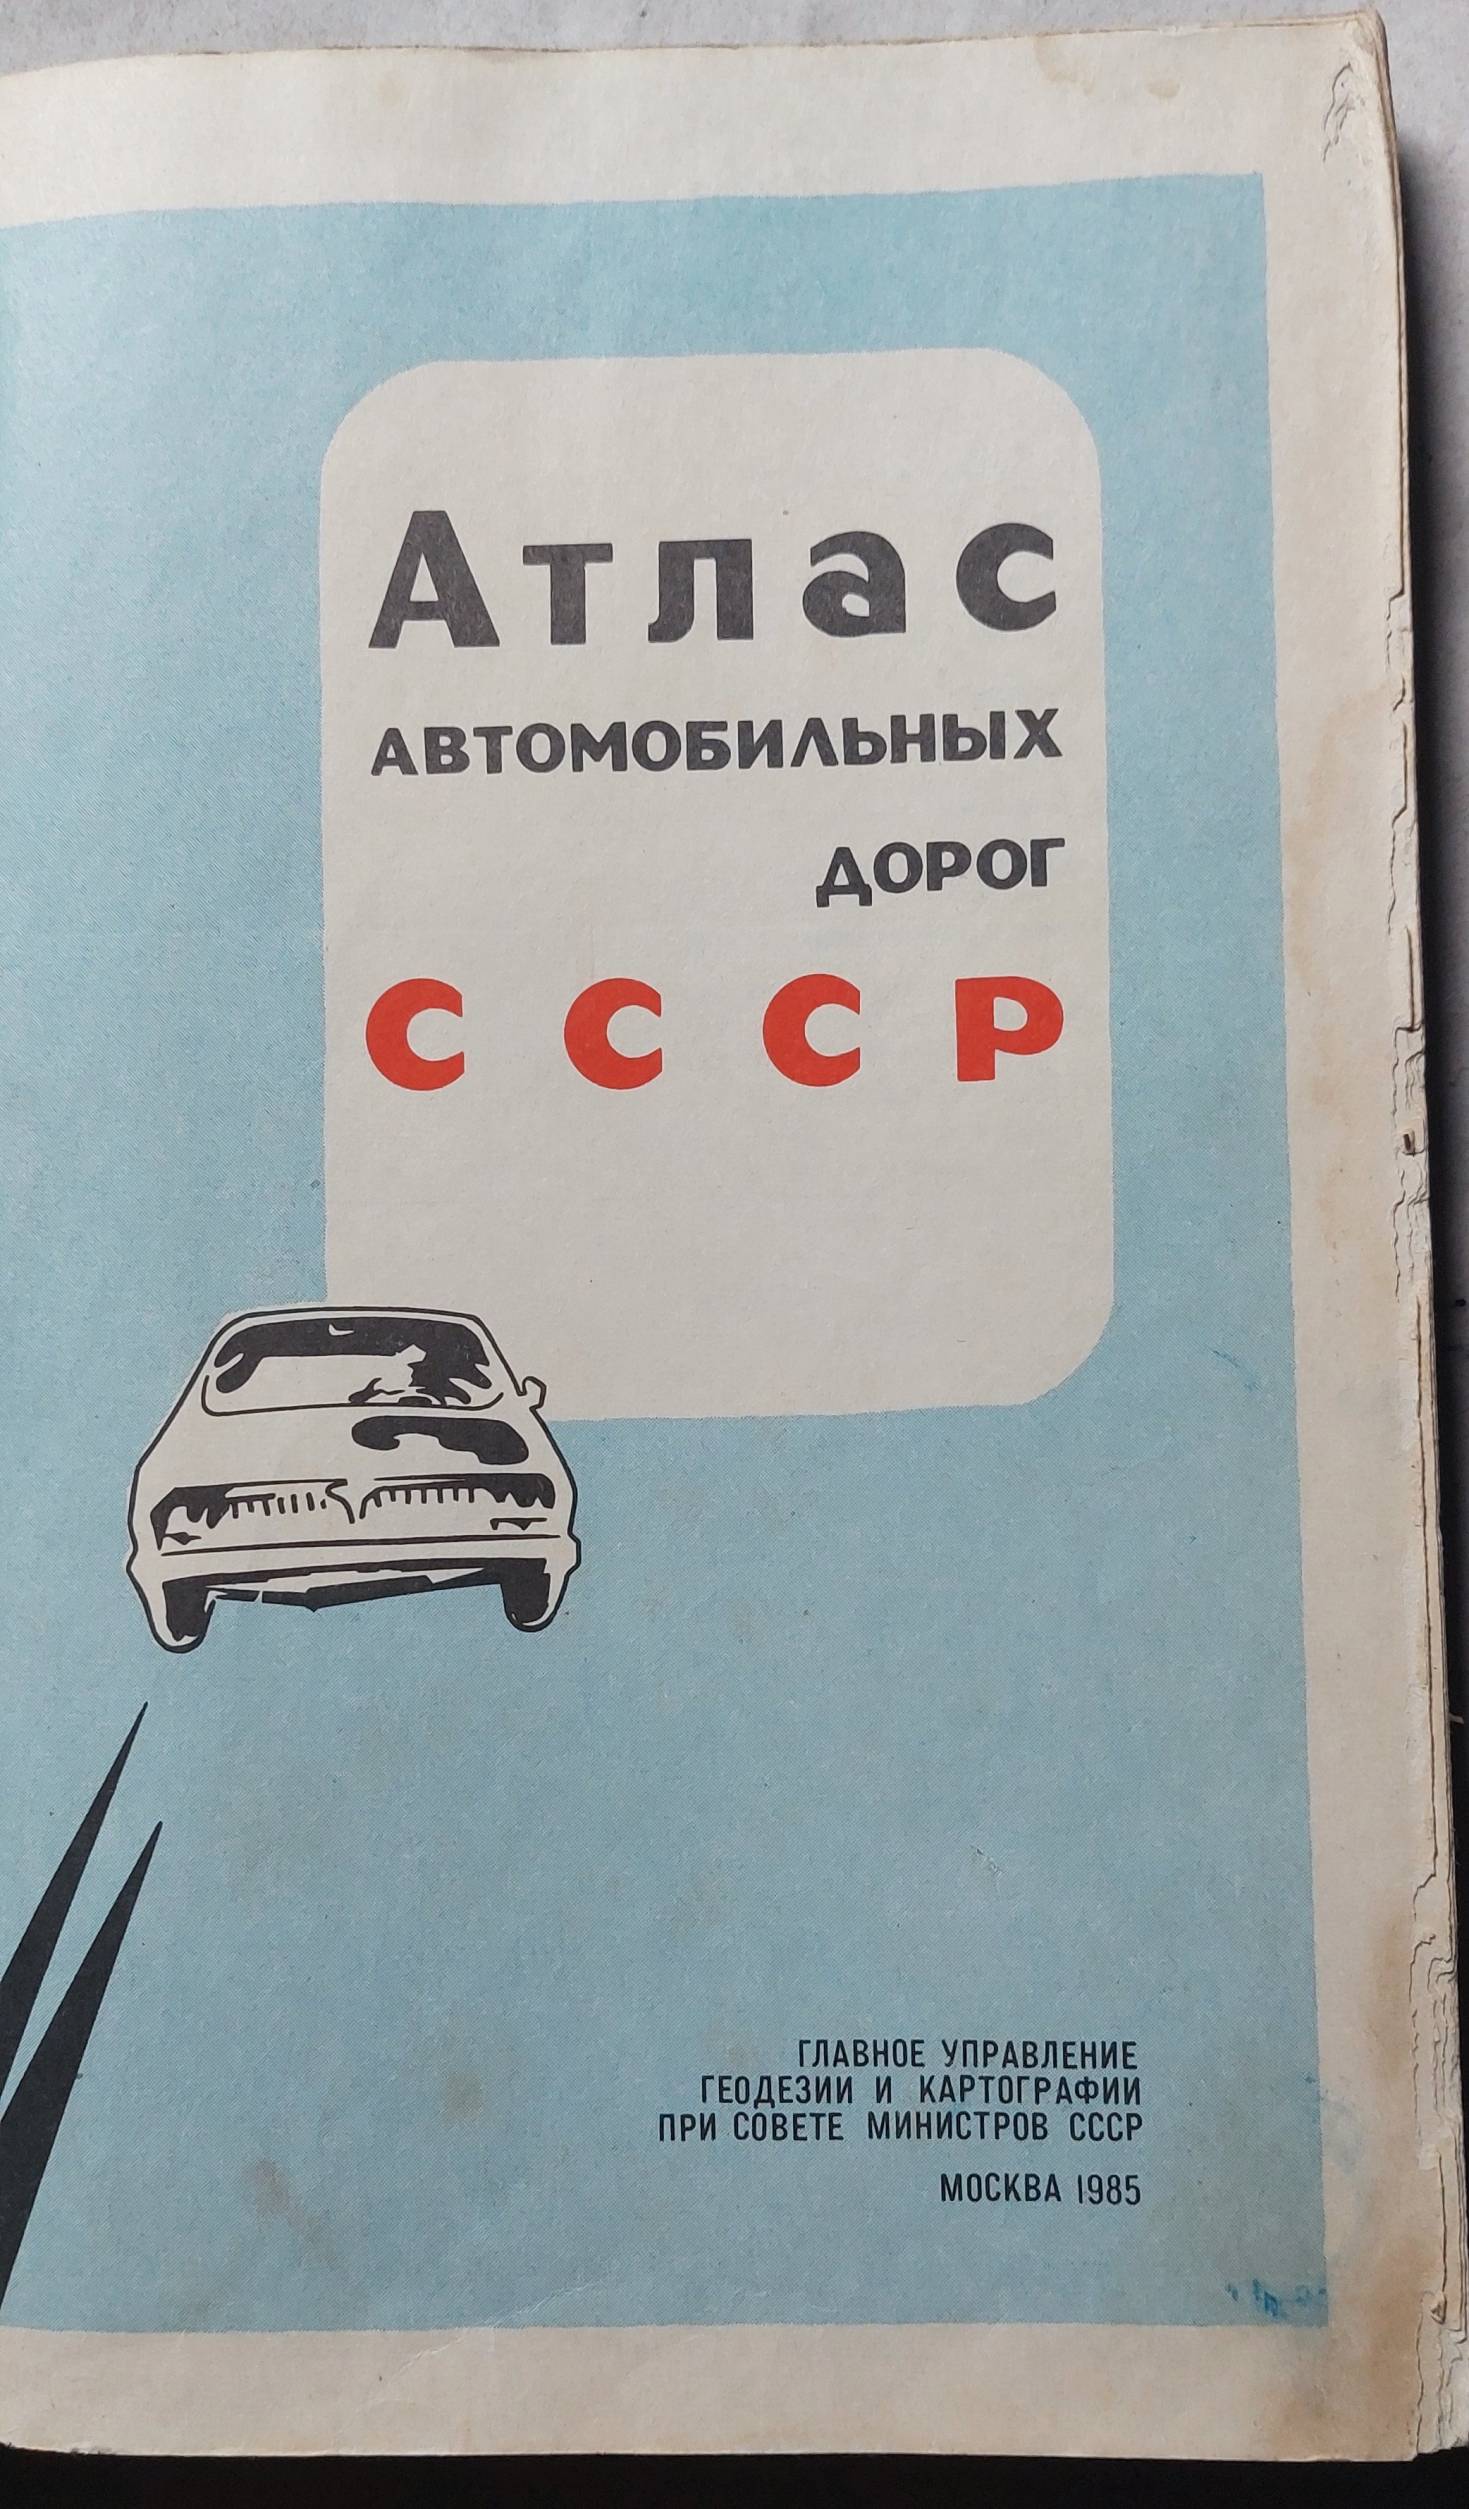 Атлас
АВТОМОБИЛЬНЫХ
ДОРОГ
СССР
ГЛАВНОЕ УПРАВЛЕНИЕ
ГЕОДЕЗИИ И КАРТОГРАФИИ
ПРИ СОВЕТЕ МИНИСТРОВ СССР
МОСКВА 1985